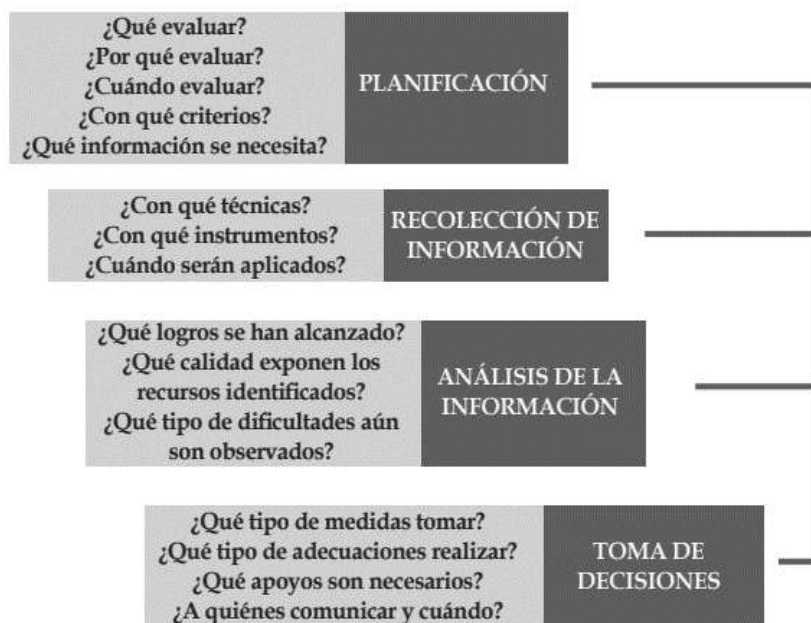 ¿Qué evaluar?
¿Por qué evaluar?
¿Cuándo evaluar?
¿Con qué criterios?
¿Qué información se necesita?
PLANIFICACIÓN
¿Con qué técnicas?
¿Con qué instrumentos?
¿Cuándo serán aplicados?
RECOLECCIÓN DE
INFORMACIÓN
¿Qué logros se han alcanzado?
¿Qué calidad exponen los
recursos identificados?
¿Qué tipo de dificultades aún
son observados?
ANÁLISIS DE LA
INFORMACIÓN
¿Qué tipo de medidas tomar?
¿Qué tipo de adecuaciones realizar?
¿Qué apoyos son necesarios?
¿A quiénes comunicar y cuándo?
TOMA DE
DECISIONES